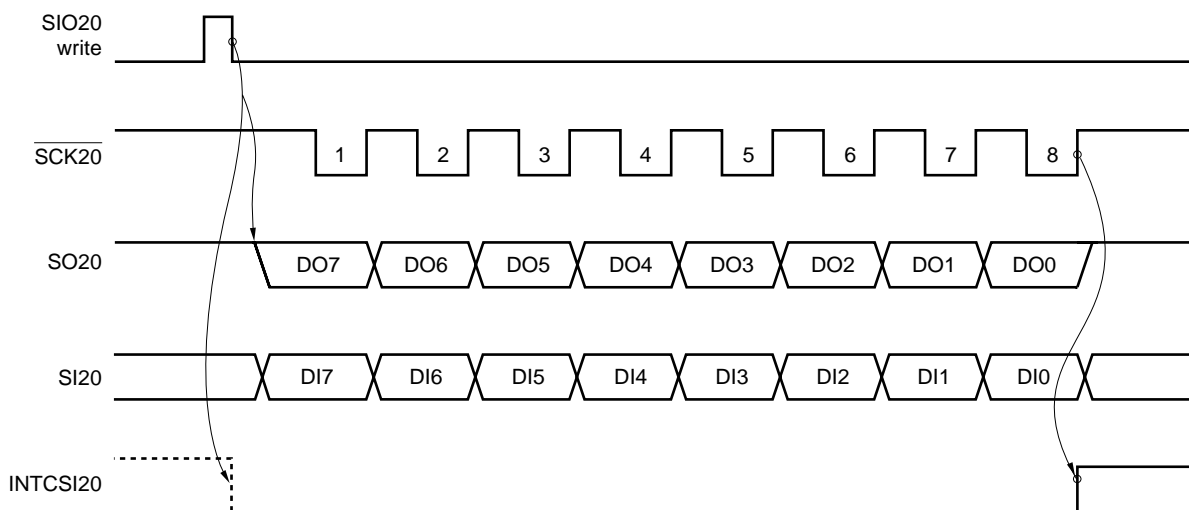 SIO20
write
SCK20
1 2 3 4 5 6 7 8
SO20
DO7 DO6 DO5 DO4 DO3 DO2 DO1 DO0
SI20
DI7 DI6 DI5 DI4 DI3 DI2 DI1 DI0
INTCSI20